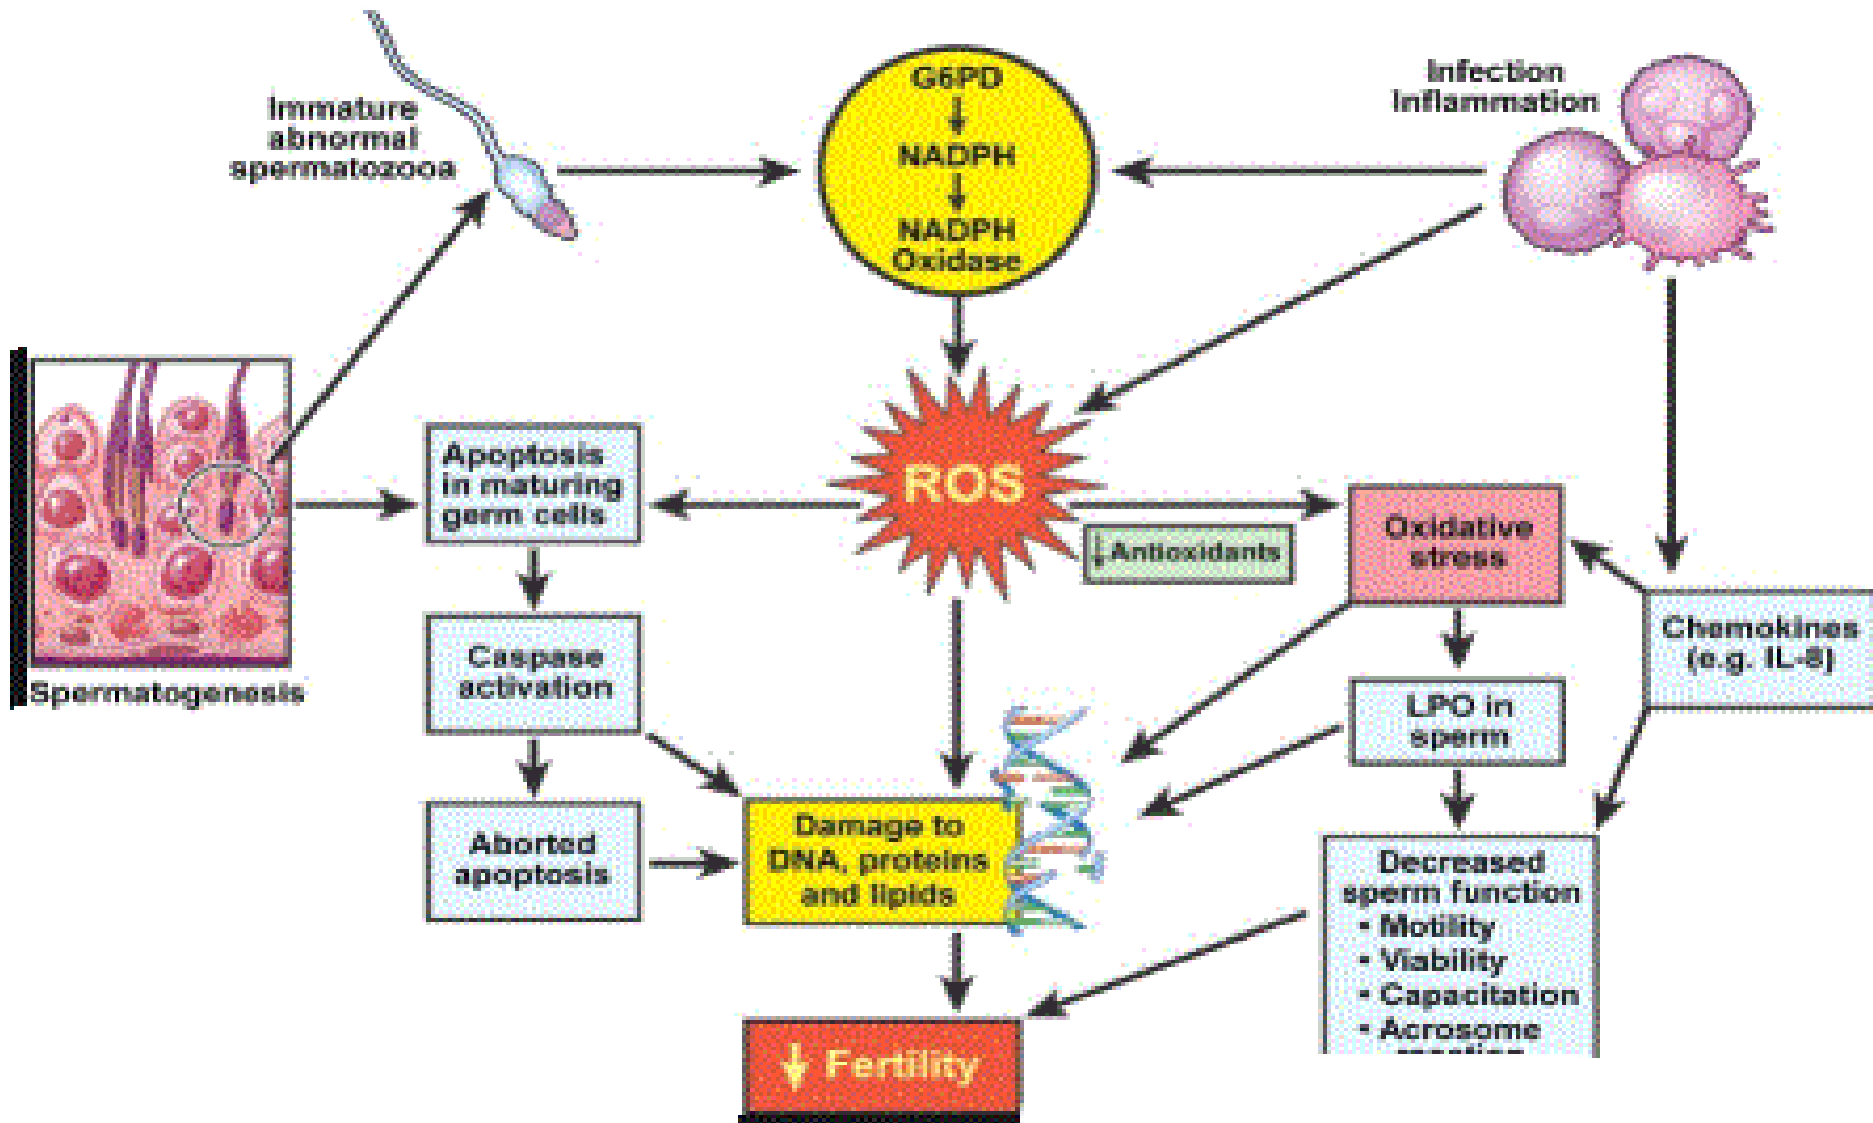 Immature
abnormal
spermatozooa
G6PD
NADPH
NADPH
Oxidase
Infection
Inflammation
Spermatogenesis
Apoptosis
in maturing
germ cells
ROS
↓ Antioxidants
Oxidative
stress
Chemokines
(e.g. IL-8)
Caspase
activation
LPO in
sperm
Aborted
apoptosis
Damage to
DNA, proteins
and lipids
Decreased
sperm function
• Motility
• Viability
• Capacitation
• Acrosome
↓ Fertility